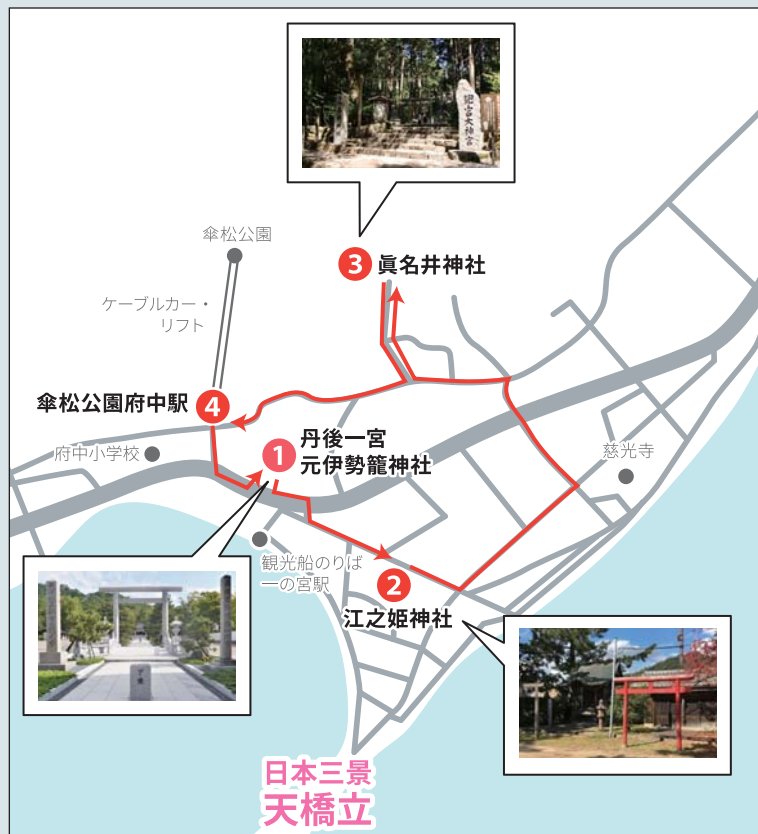 傘松公園
ケーブルカー・
リフト
3 眞名井神社
傘松公園府中駅 4
府中小学校
1 丹後一宮
元伊勢籠神社
慈光寺
観光船のりば
一の宮駅
2
江之姫神社
日本三景
天橋立